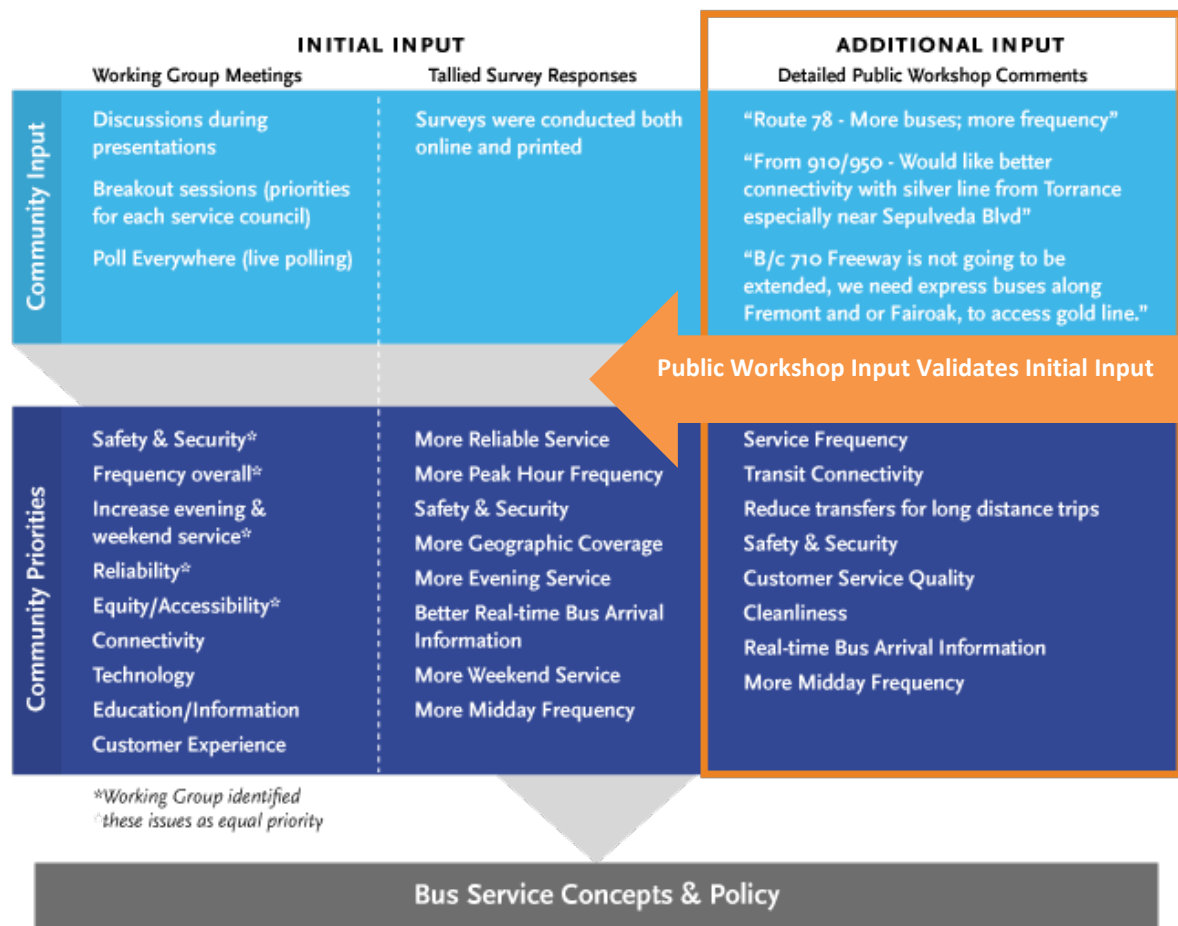 INITIAL INPUT
Working Group Meetings
Tallied Survey Responses
ADDITIONAL INPUT
Detailed Public Workshop Comments
Community Input
Discussions during
presentations
Breakout sessions (priorities
for each service council)
Poll Everywhere (live polling)
Surveys were conducted both
online and printed
“Route 78 - More buses; more frequency”
“From 910/950 - Would like better
connectivity with silver line from Torrance
especially near Sepulveda Blvd”
“B/c 710 Freeway is not going to be
extended, we need express buses along
Fremont and or Fairoak, to access gold line.”
Public Workshop Input Validates Initial Input
Community Priorities
Safety & Security*
Frequency overall*
Increase evening &
weekend service*
Reliability*
Equity/Accessibility*
Connectivity
Technology
Education/Information
Customer Experience
More Reliable Service
More Peak Hour Frequency
Safety & Security
More Geographic Coverage
More Evening Service
Better Real-time Bus Arrival
Information
More Weekend Service
More Midday Frequency
Service Frequency
Transit Connectivity
Reduce transfers for long distance trips
Safety & Security
Customer Service Quality
Cleanliness
Real-time Bus Arrival Information
More Midday Frequency
*Working Group identified
*these issues as equal priority
Bus Service Concepts & Policy